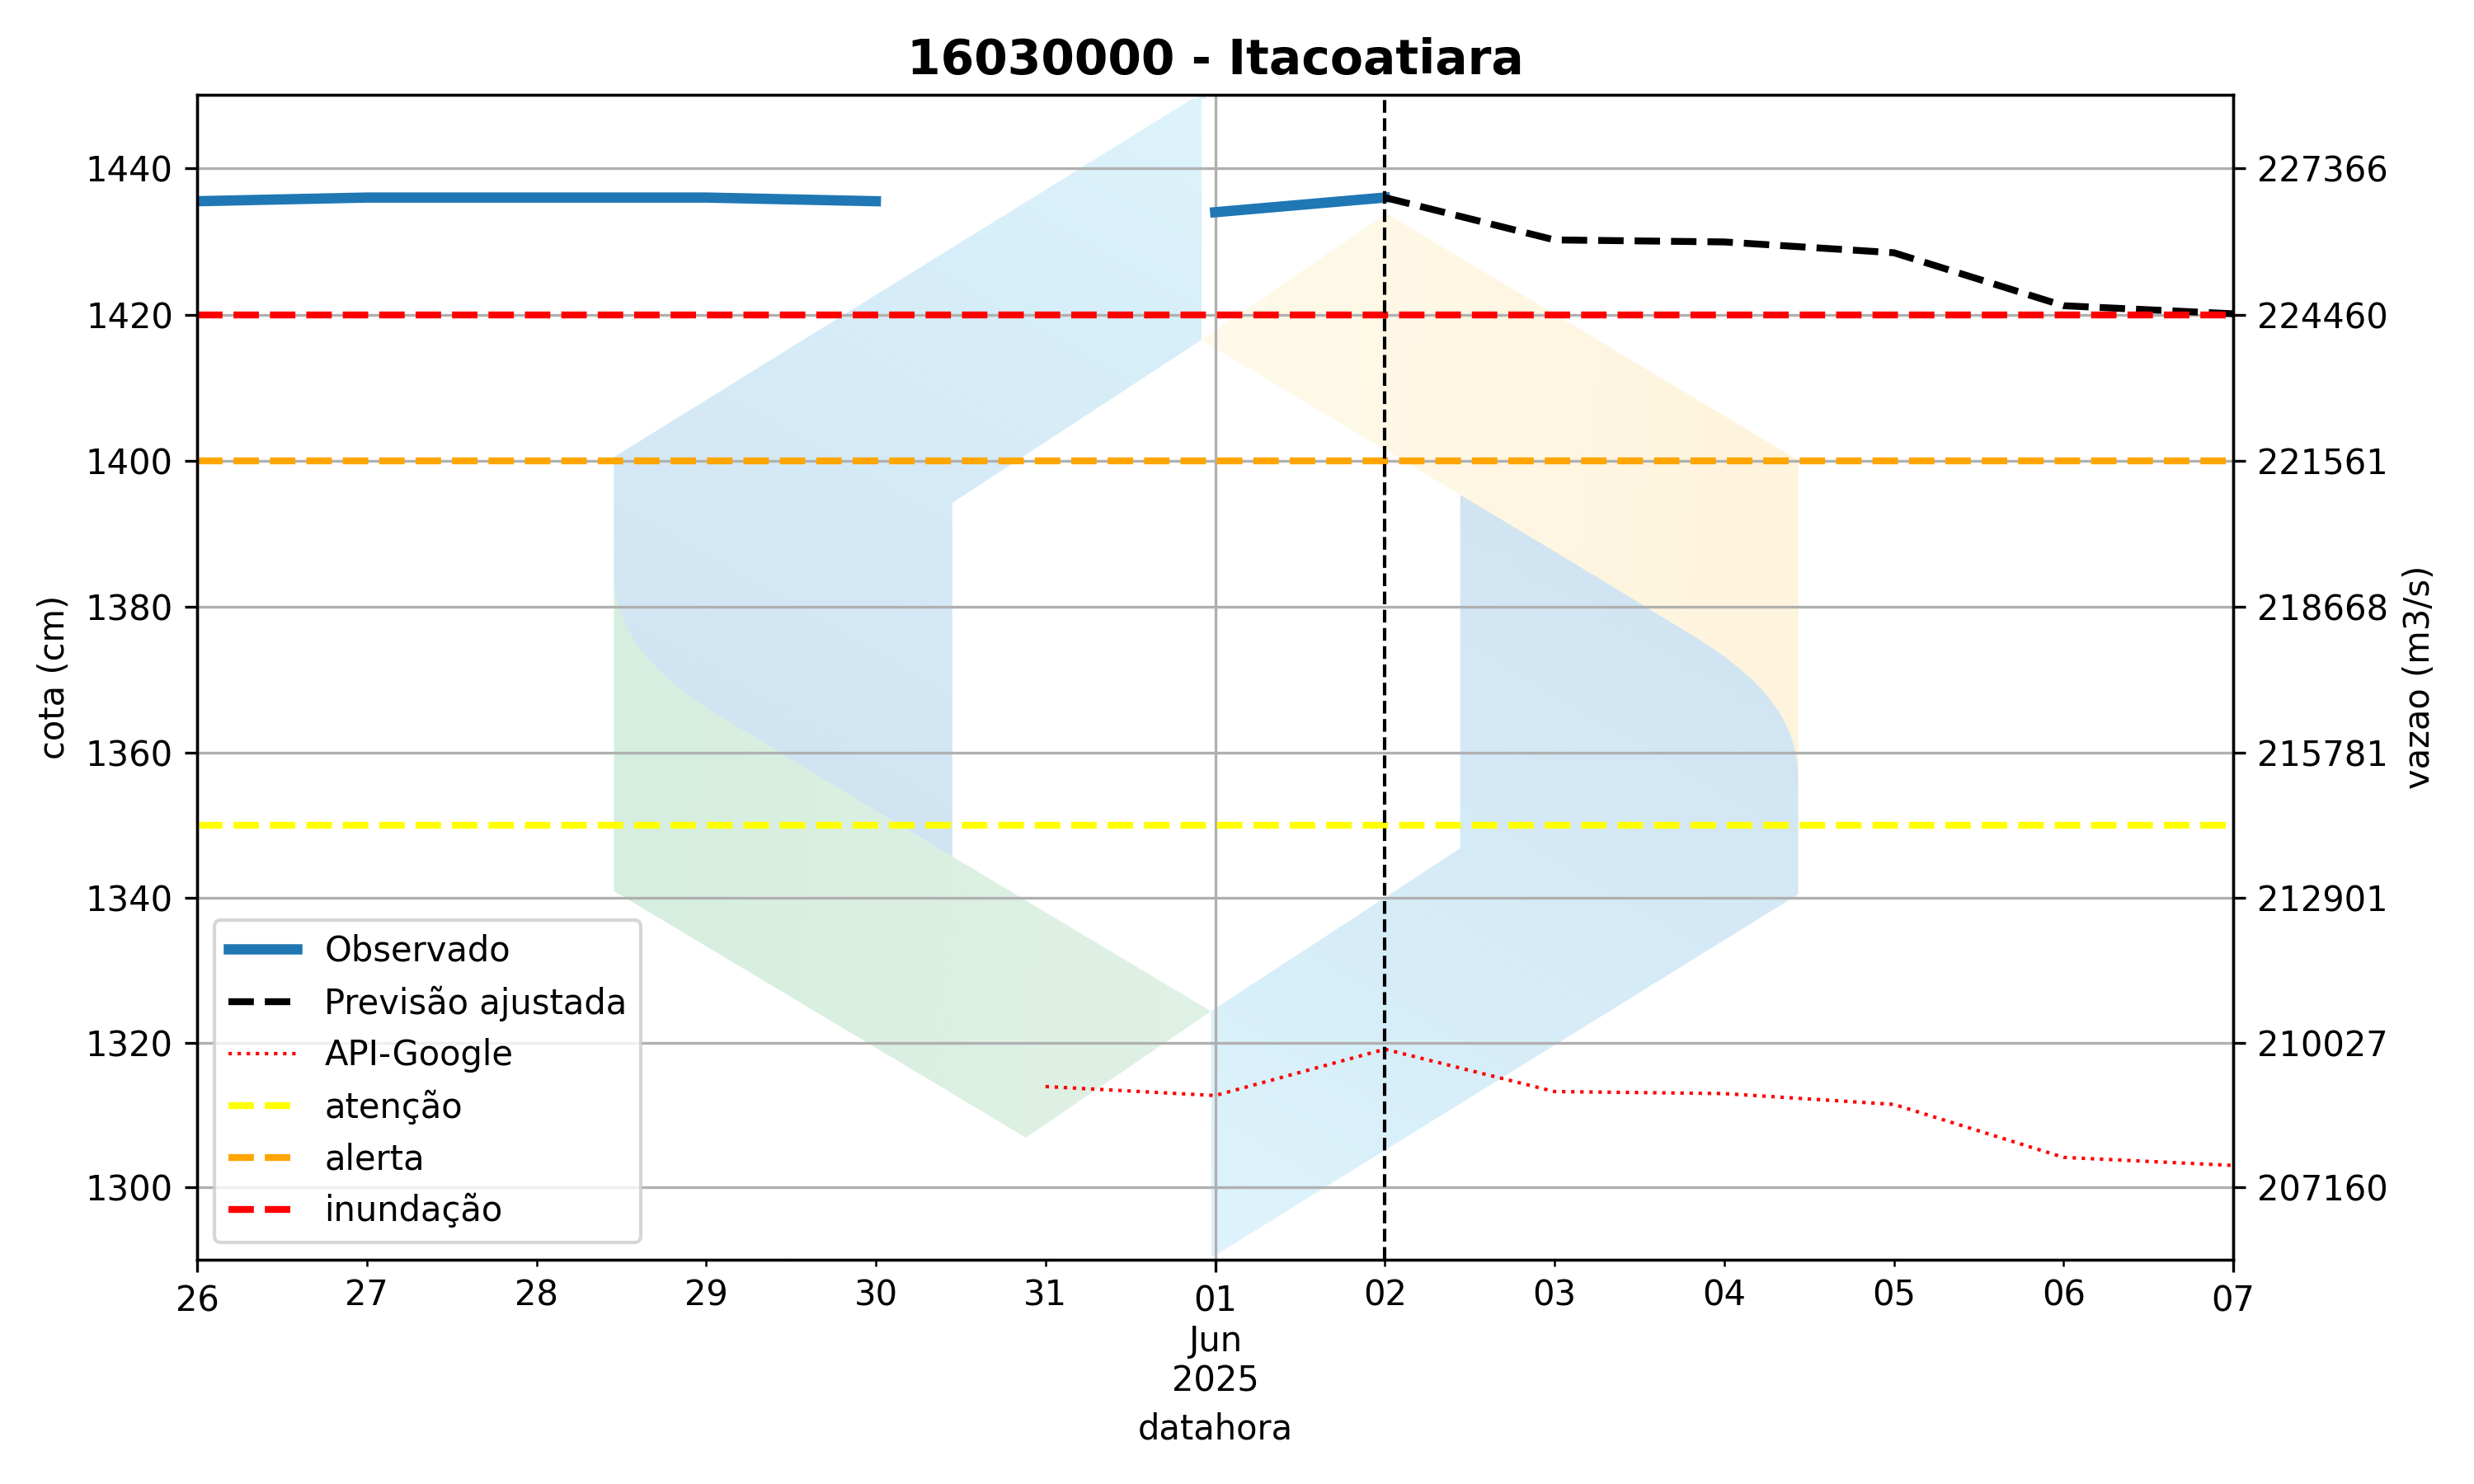 16030000 - Itacoatiara
1440
1420
1400
1380
1360
1340
1320
1300
cota (cm)
227366
224460
221561
218668
215781
212901
210027
207160
vazao (m3/s)
Observado
Previsão ajustada
API-Google
atenção
alerta
inundação
26 27 28 29 30 31 01 02 03 04 05 06 07
Jun
2025
datahora